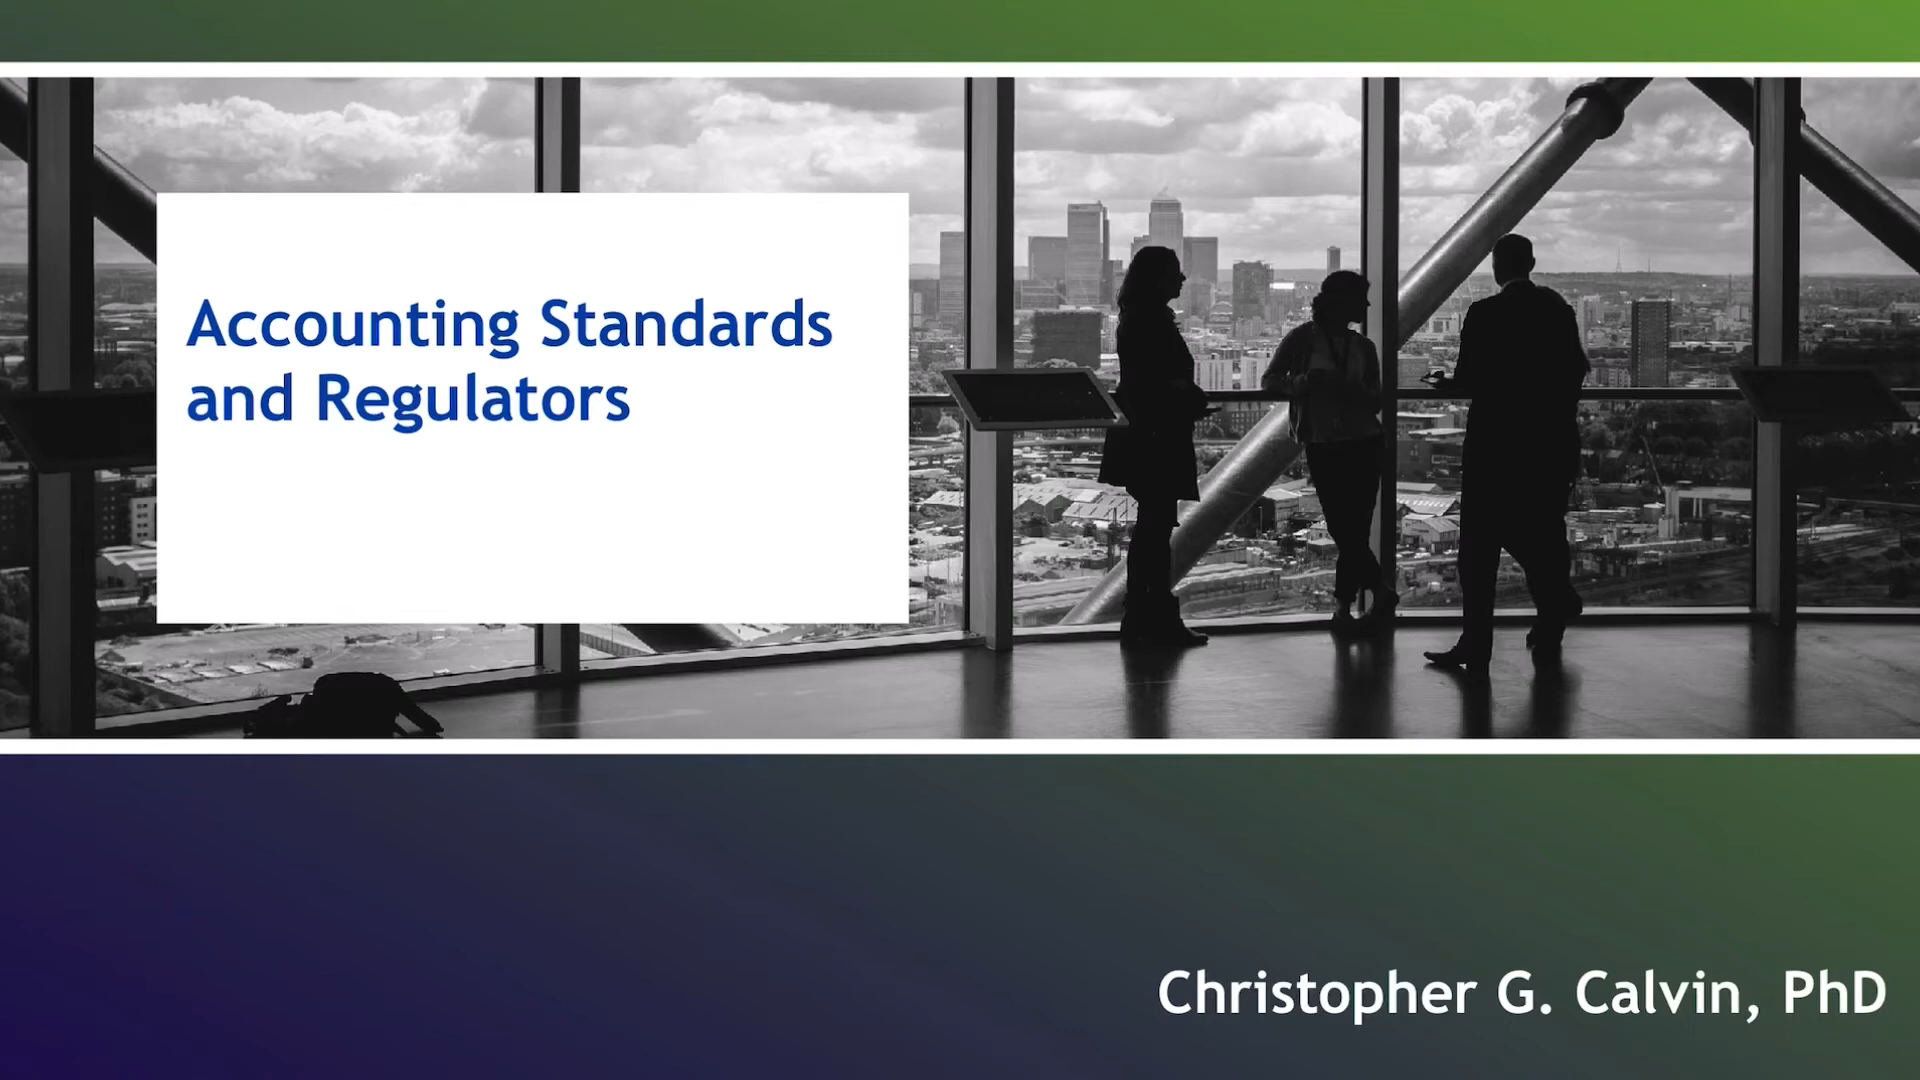 Accounting Standards
and Regulators
Christopher G. Calvin, PhD